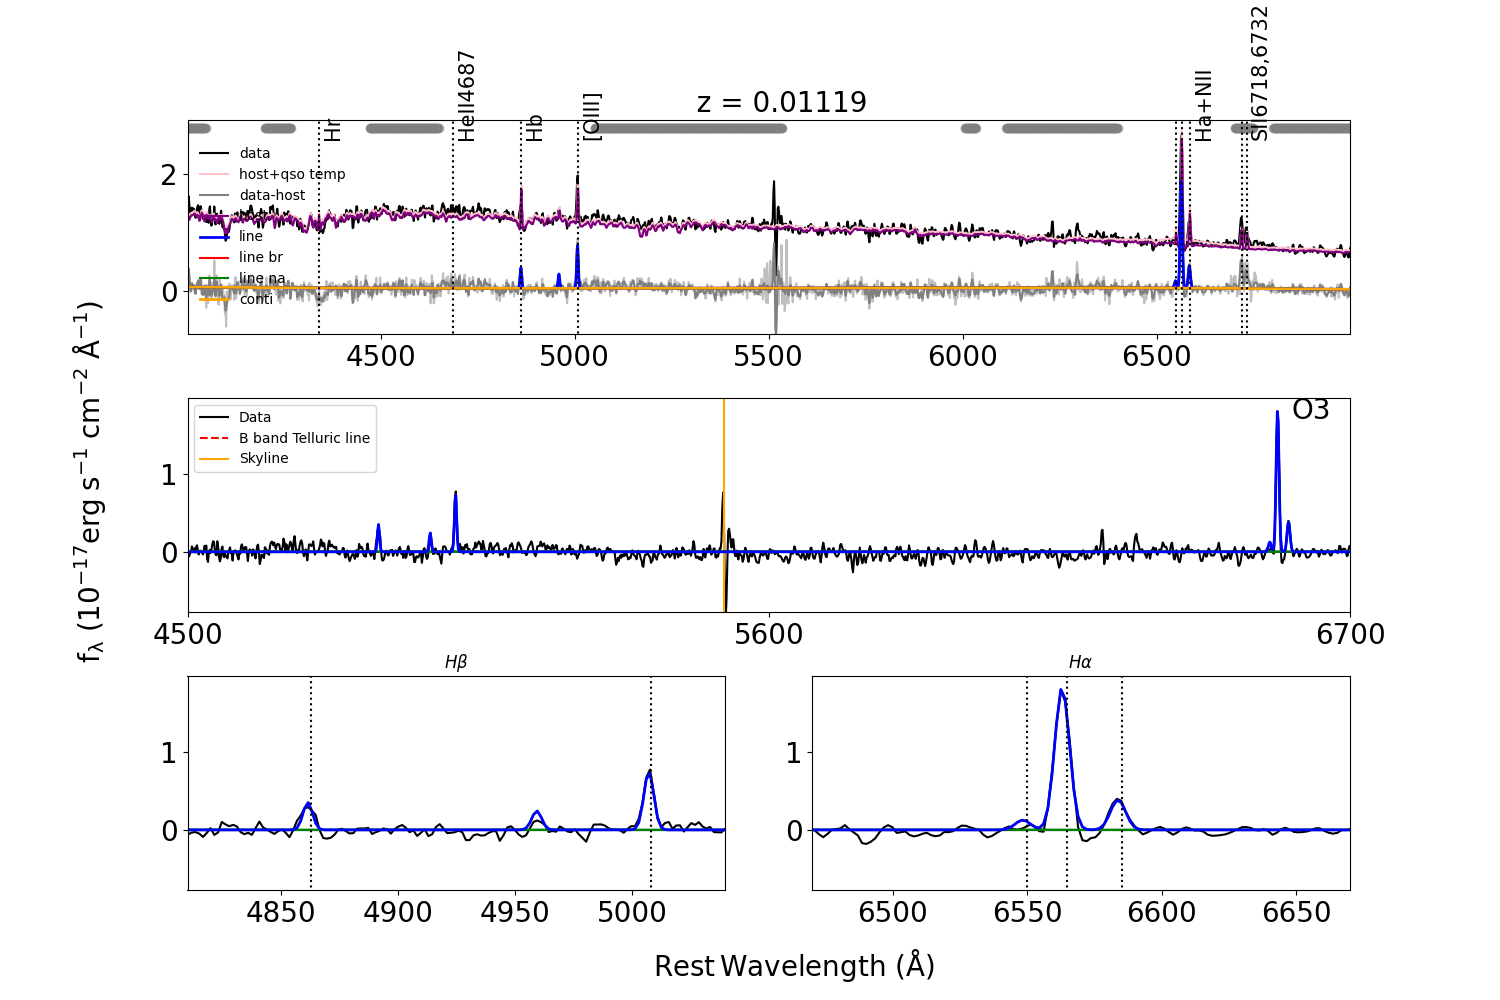 z = 0.01119
Hr
HeII4687
Hb
[OIII]
Ha+NII
SII6718,6732
data
host+qso temp
data-host
line
line br
line na
conti
2
0
4500 5000 5500 6000 6500
fλ (10⁻¹⁷erg s⁻¹ cm⁻² Å⁻¹)
O3
Data
B band Telluric line
Skyline
1
0
4500 5600 6700
Hβ
1
0
4850 4900 4950 5000
Hα
1
0
6500 6550 6600 6650
Rest Wavelength (Å)